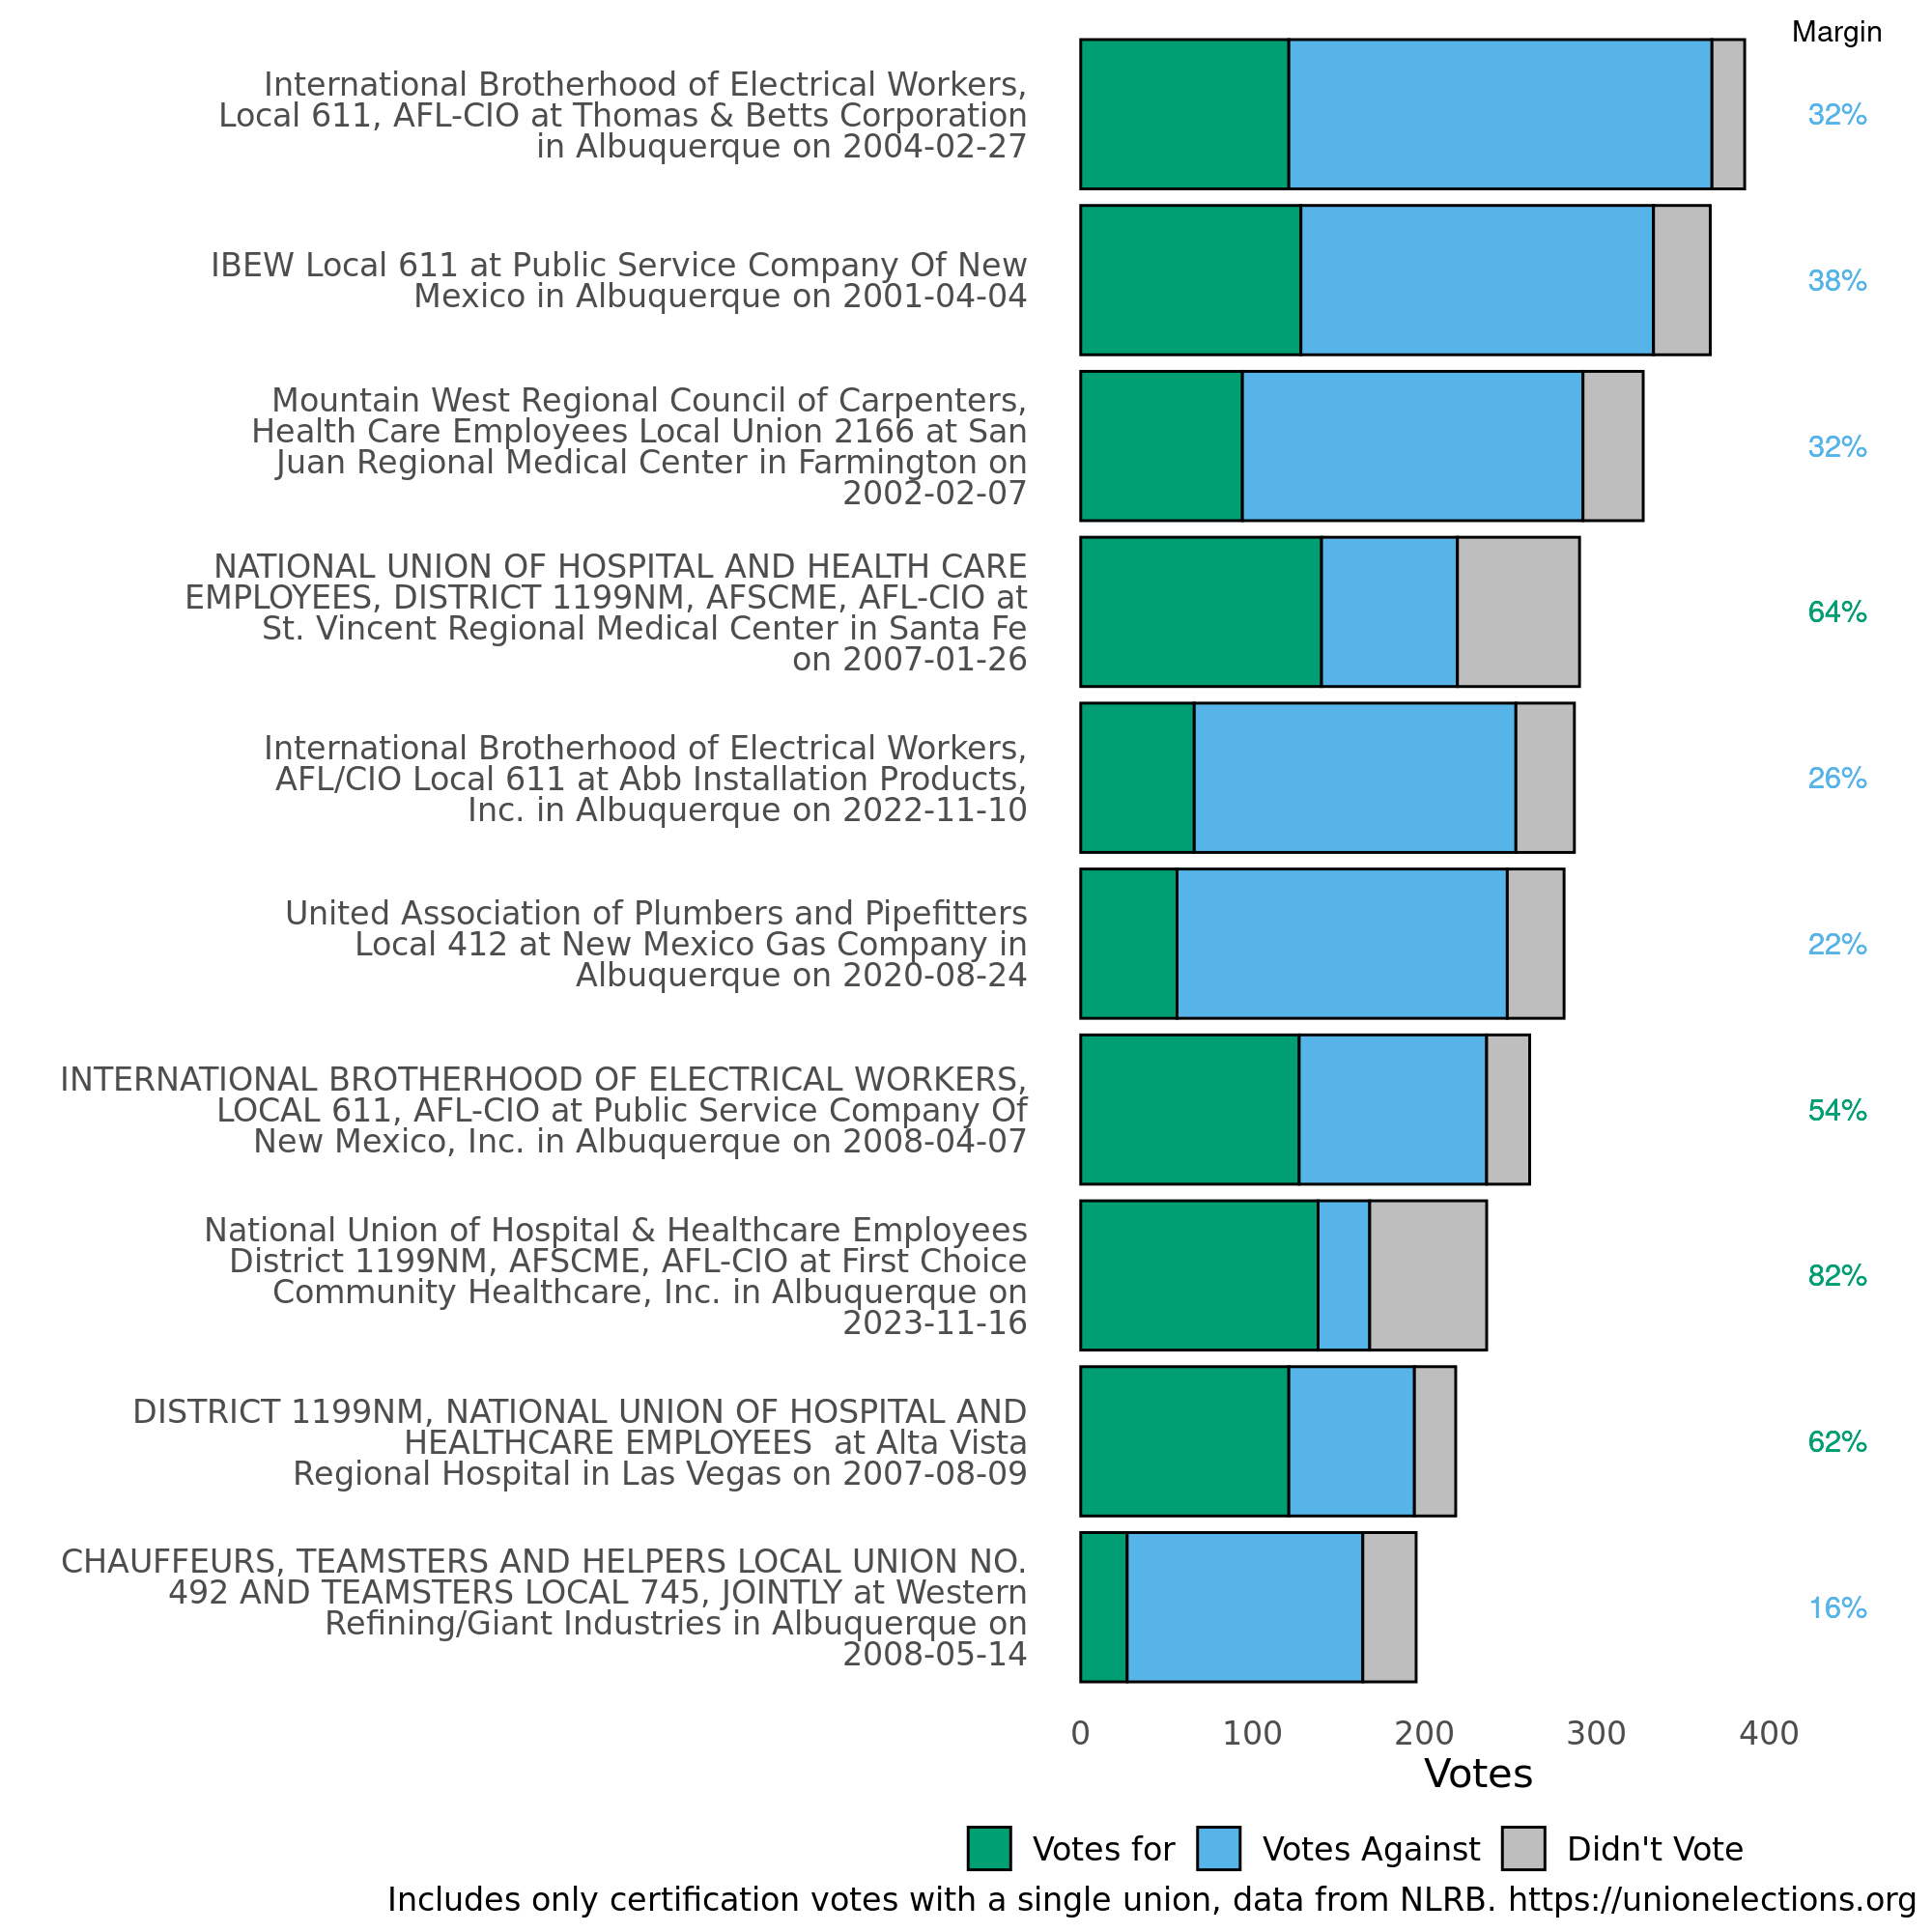 Margin
International Brotherhood of Electrical Workers,
Local 611, AFL-CIO at Thomas & Betts Corporation
in Albuquerque on 2004-02-27
32%
IBEW Local 611 at Public Service Company Of New
Mexico in Albuquerque on 2001-04-04
38%
Mountain West Regional Council of Carpenters,
Health Care Employees Local Union 2166 at San
Juan Regional Medical Center in Farmington on
2002-02-07
32%
NATIONAL UNION OF HOSPITAL AND HEALTH CARE
EMPLOYEES, DISTRICT 1199NM, AFSCME, AFL-CIO at
St. Vincent Regional Medical Center in Santa Fe
on 2007-01-26
64%
International Brotherhood of Electrical Workers,
AFL/CIO Local 611 at Abb Installation Products,
Inc. in Albuquerque on 2022-11-10
26%
United Association of Plumbers and Pipefitters
Local 412 at New Mexico Gas Company in
Albuquerque on 2020-08-24
22%
INTERNATIONAL BROTHERHOOD OF ELECTRICAL WORKERS,
LOCAL 611, AFL-CIO at Public Service Company Of
New Mexico, Inc. in Albuquerque on 2008-04-07
54%
National Union of Hospital & Healthcare Employees
District 1199NM, AFSCME, AFL-CIO at First Choice
Community Healthcare, Inc. in Albuquerque on
2023-11-16
82%
DISTRICT 1199NM, NATIONAL UNION OF HOSPITAL AND
HEALTHCARE EMPLOYEES  at Alta Vista
Regional Hospital in Las Vegas on 2007-08-09
62%
CHAUFFEURS, TEAMSTERS AND HELPERS LOCAL UNION NO.
492 AND TEAMSTERS LOCAL 745, JOINTLY at Western
Refining/Giant Industries in Albuquerque on
2008-05-14
16%
0 100 200 300 400
Votes
Votes for Votes Against Didn't Vote
Includes only certification votes with a single union, data from NLRB. https://unionelections.org